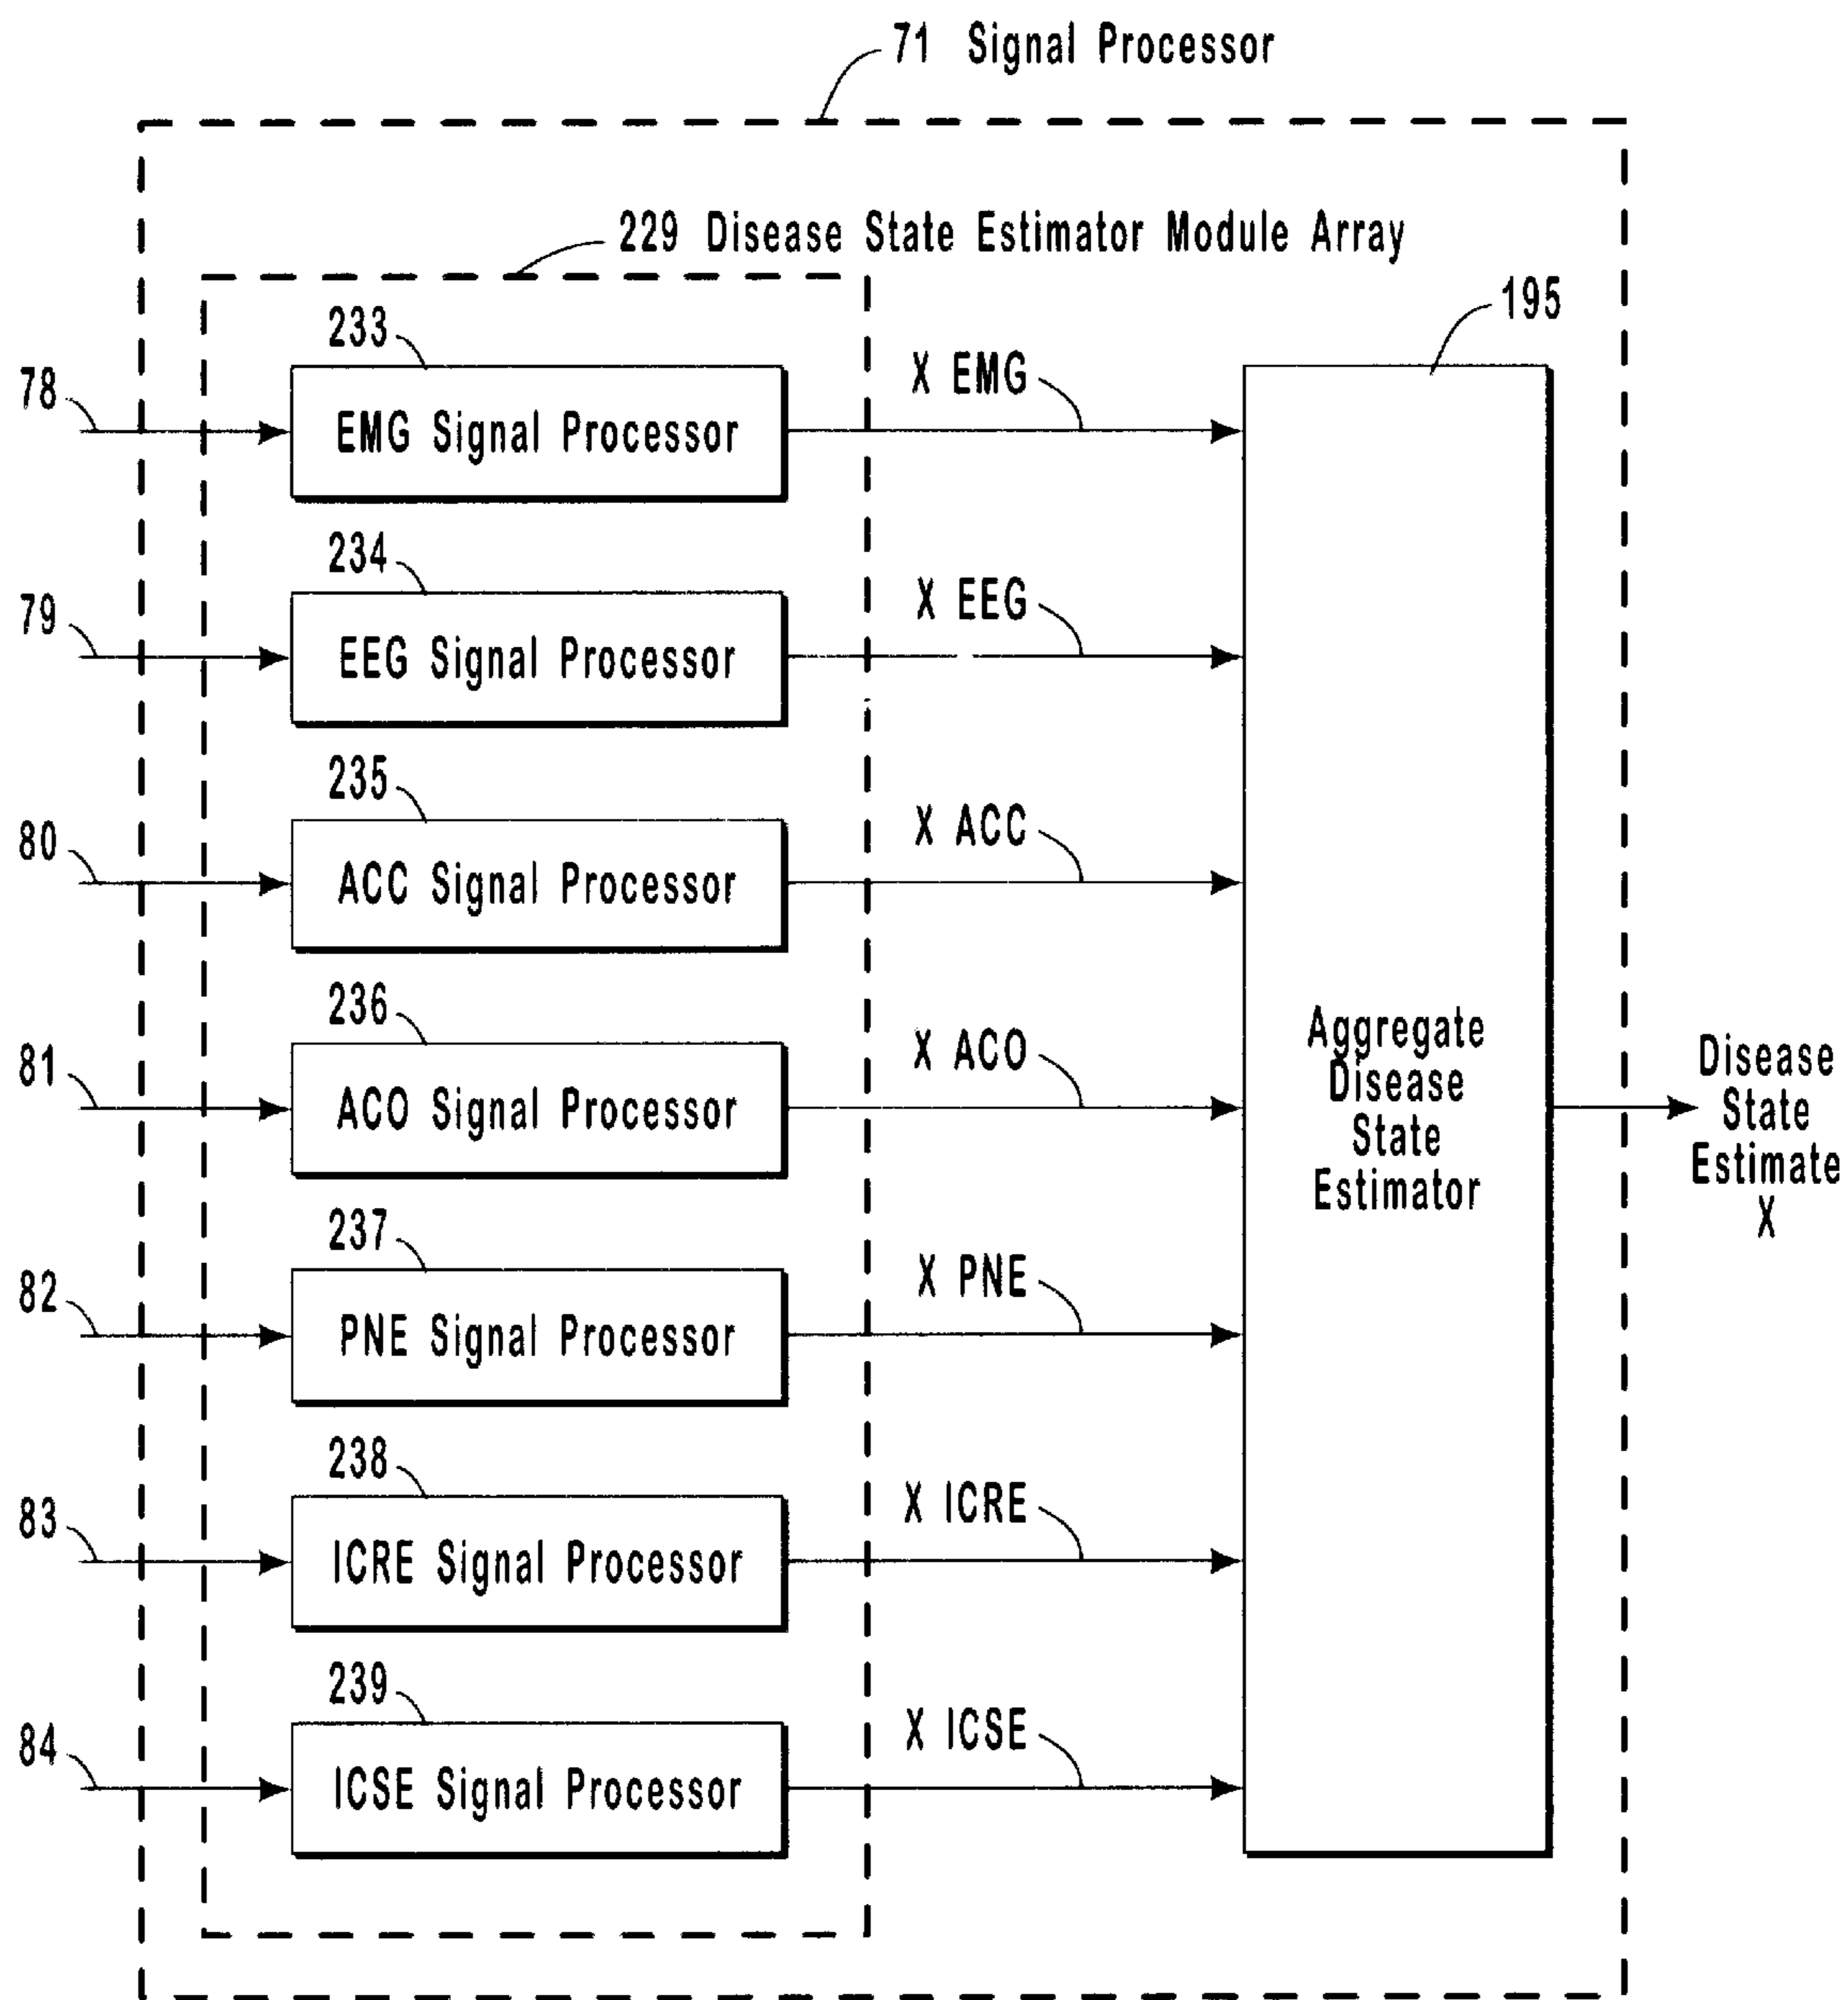 71 Signal Processor
229 Disease State Estimator Module Array
195
233
78
EMG Signal Processor
X EMG
234
79
EEG Signal Processor
X EEG
235
80
ACC Signal Processor
X ACC
236
81
ACO Signal Processor
X ACO
237
82
PNE Signal Processor
X PNE
238
83
ICRE Signal Processor
X ICRE
239
84
ICSE Signal Processor
X ICSE
Aggregate
Disease
State
Estimator
Disease
State
Estimate
X